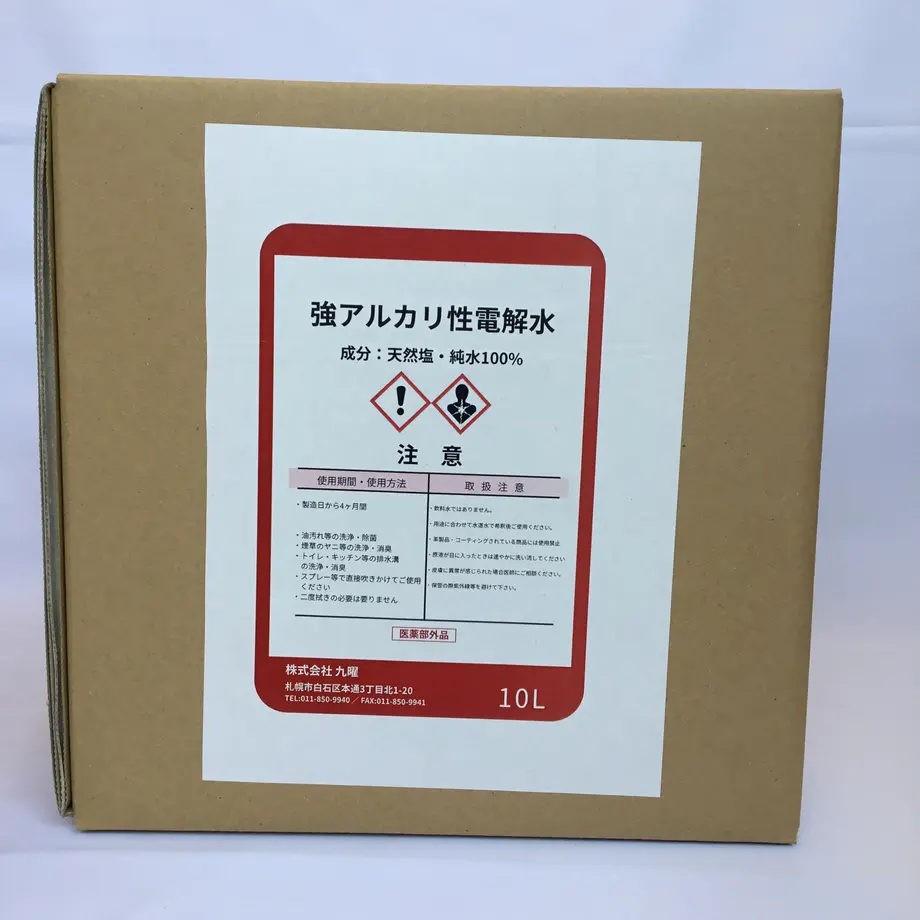 強アルカリ性電解水
成分：天然塩・純水100%
注 意
使用期間・使用方法
・製造日から4ヶ月間
・油汚れ等の洗浄・除菌
・煙草のヤニ等の洗浄・消臭
・トイレ・キッチン等の排水溝
の洗浄・消臭
・スプレー等で直接吹きかけてご使用
ください
・二度拭きの必要は要りません
取 扱 注 意
・飲料水ではありません。
・用途に合わせて水道水で希釈後ご使用ください。
・革製品・コーティングされている商品には使用禁止
・原液が目に入ったときは速やかに洗い流してください
・皮膚に異常が感じられた場合医師にご相談ください。
・保管の際紫外線等を避けて下さい。
医薬部外品
株式会社 九曜
札幌市白石区本通3丁目北1-20
TEL:011-850-9940 ／ FAX:011-850-9941
10L